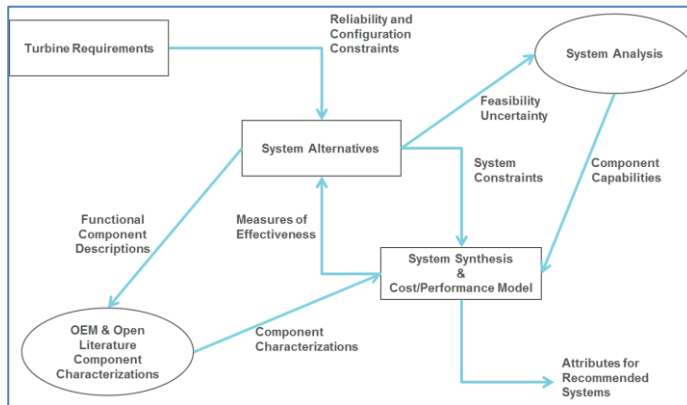 Reliability and
Configuration
Constraints
Turbine Requirements
System Analysis
Feasibility
Uncertainty
System Alternatives
System
Constraints
Component
Capabilities
Functional
Component
Descriptions
Measures of
Effectiveness
System Synthesis
&
Cost/Performance Model
OEM & Open
Literature
Component
Characterizations
Component
Characterizations
Attributes for
Recommended
Systems